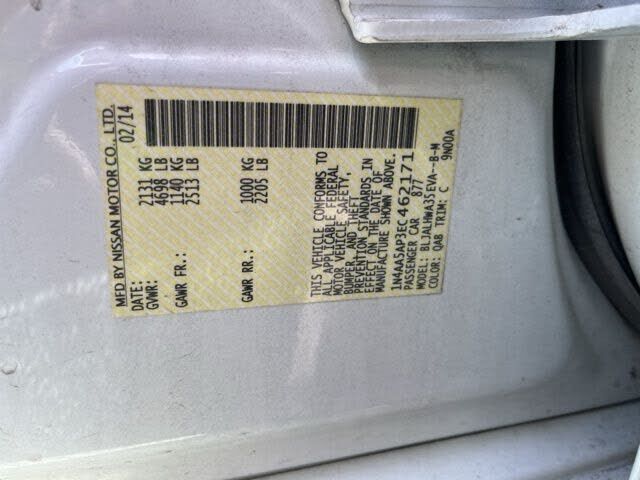 MFD BY NISSAN MOTOR CO., LTD.
DATE: 02/14
GVWR: 2131 KG
4698 LB
GAWR FR.: 1140 KG
2513 LB
GAWR RR.: 1000 KG
2205 LB
THIS VEHICLE CONFORMS TO
ALL APPLICABLE FEDERAL
MOTOR VEHICLE SAFETY,
BUMPER, AND THEFT
PREVENTION STANDARDS IN
EFFECT ON THE DATE OF
MANUFACTURE SHOWN ABOVE.
1N4AA5AP3EC462171
PASSENGER CAR 877
MODEL: BLJALHWA35EVA--B-M
COLOR: QAB TRIM: C 9N00A